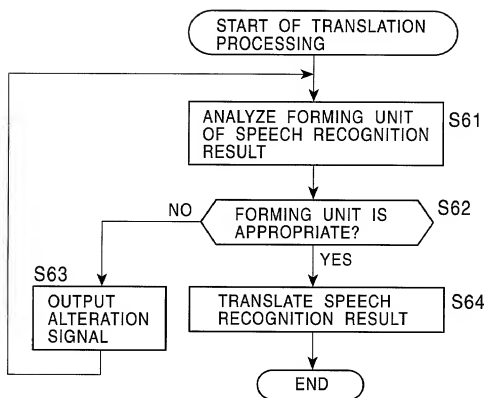 START OF TRANSLATION
PROCESSING
ANALYZE FORMING UNIT
OF SPEECH RECOGNITION
RESULT
S61
FORMING UNIT IS
APPROPRIATE?
S62
NO
YES
S63
OUTPUT
ALTERATION
SIGNAL
TRANSLATE SPEECH
RECOGNITION RESULT
S64
END